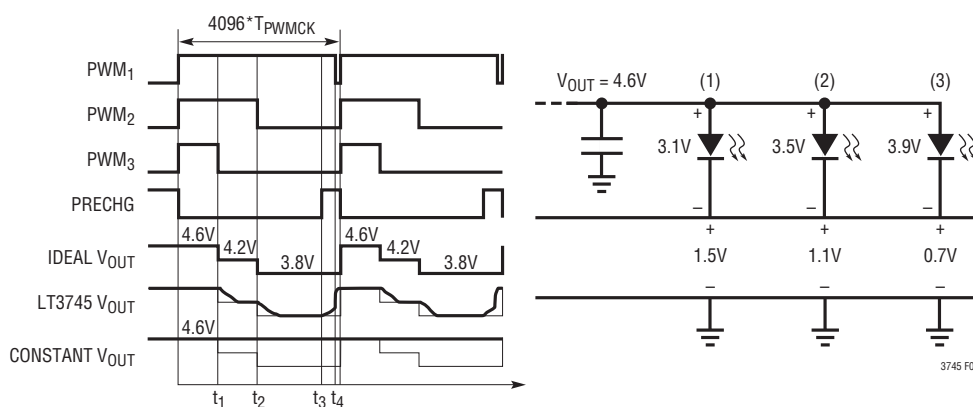 4096*TPWMCK
PWM1
PWM2
PWM3
PRECHG
4.6V 4.2V 3.8V 4.6V 4.2V 3.8V
IDEAL VOUT
LT3745 VOUT
4.6V
CONSTANT VOUT
t1 t2 t3 t4
VOUT = 4.6V (1) (2) (3)
+ + +
3.1V 3.5V 3.9V
– – –
+ + +
1.5V 1.1V 0.7V
– – –
3745 F0